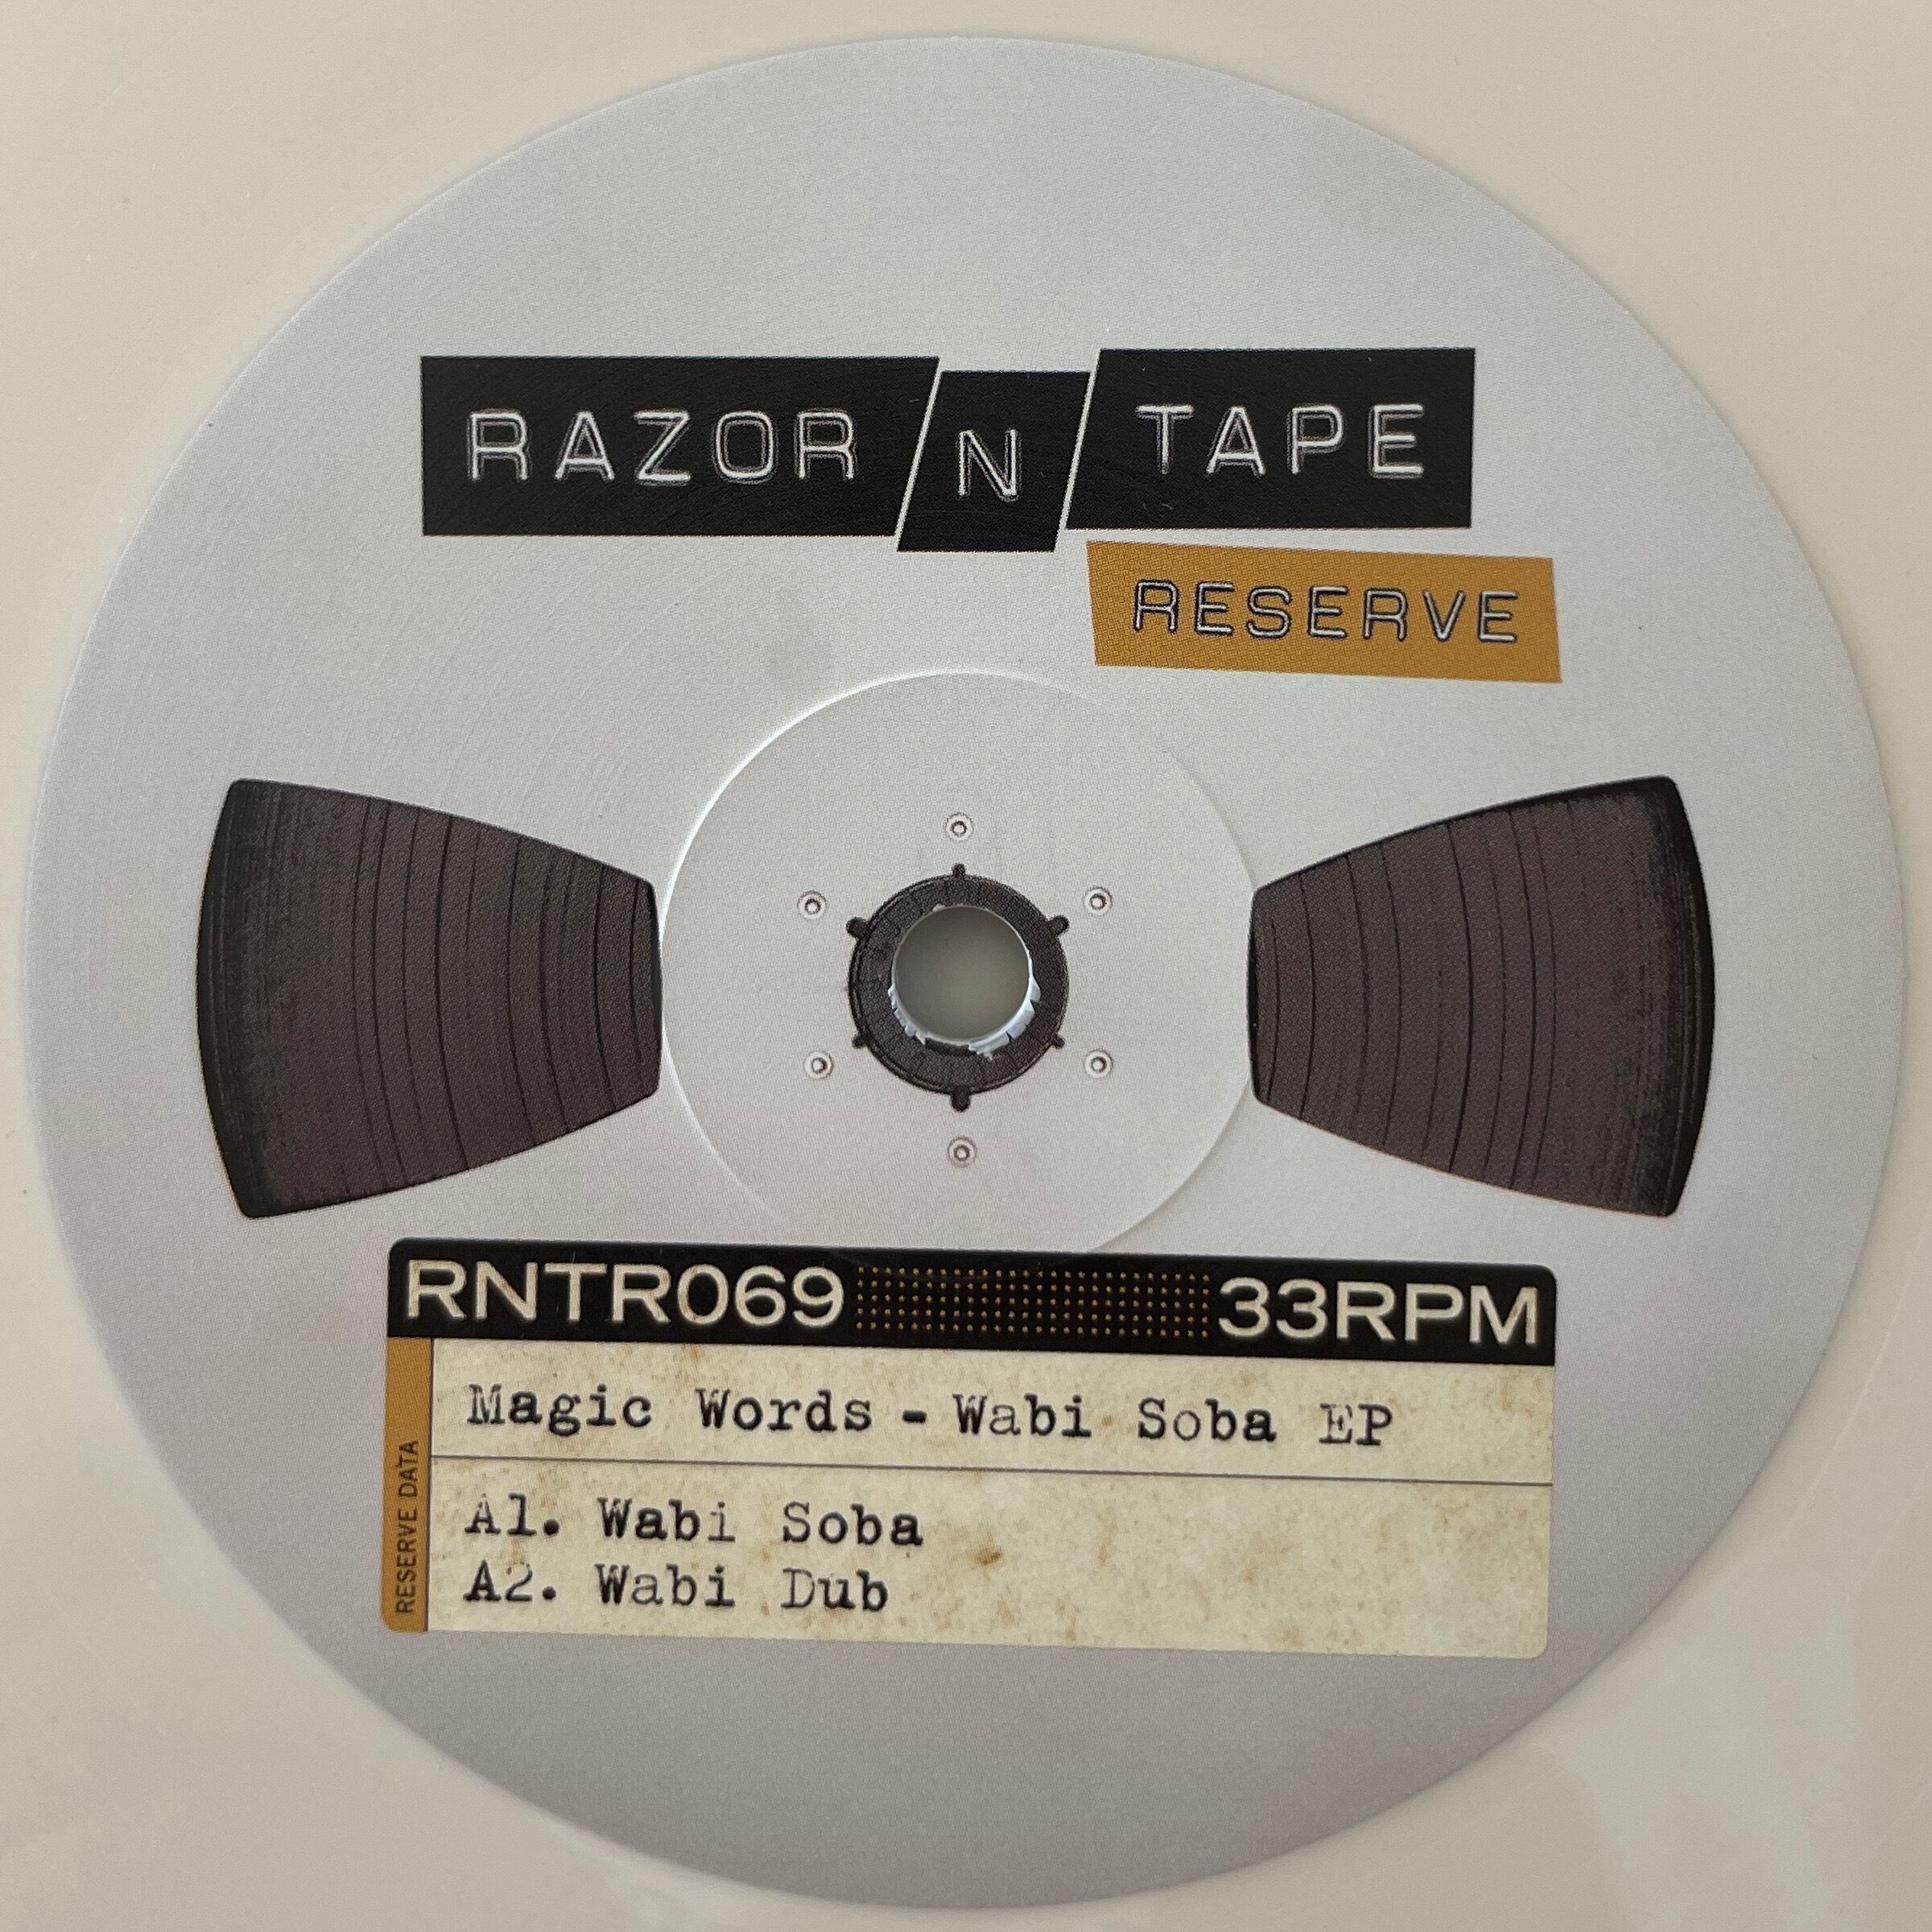 RAZOR N TAPE
RESERVE
RNTR069 33RPM
Magic Words - Wabi Soba EP
RESERVE DATA
A1. Wabi Soba
A2. Wabi Dub